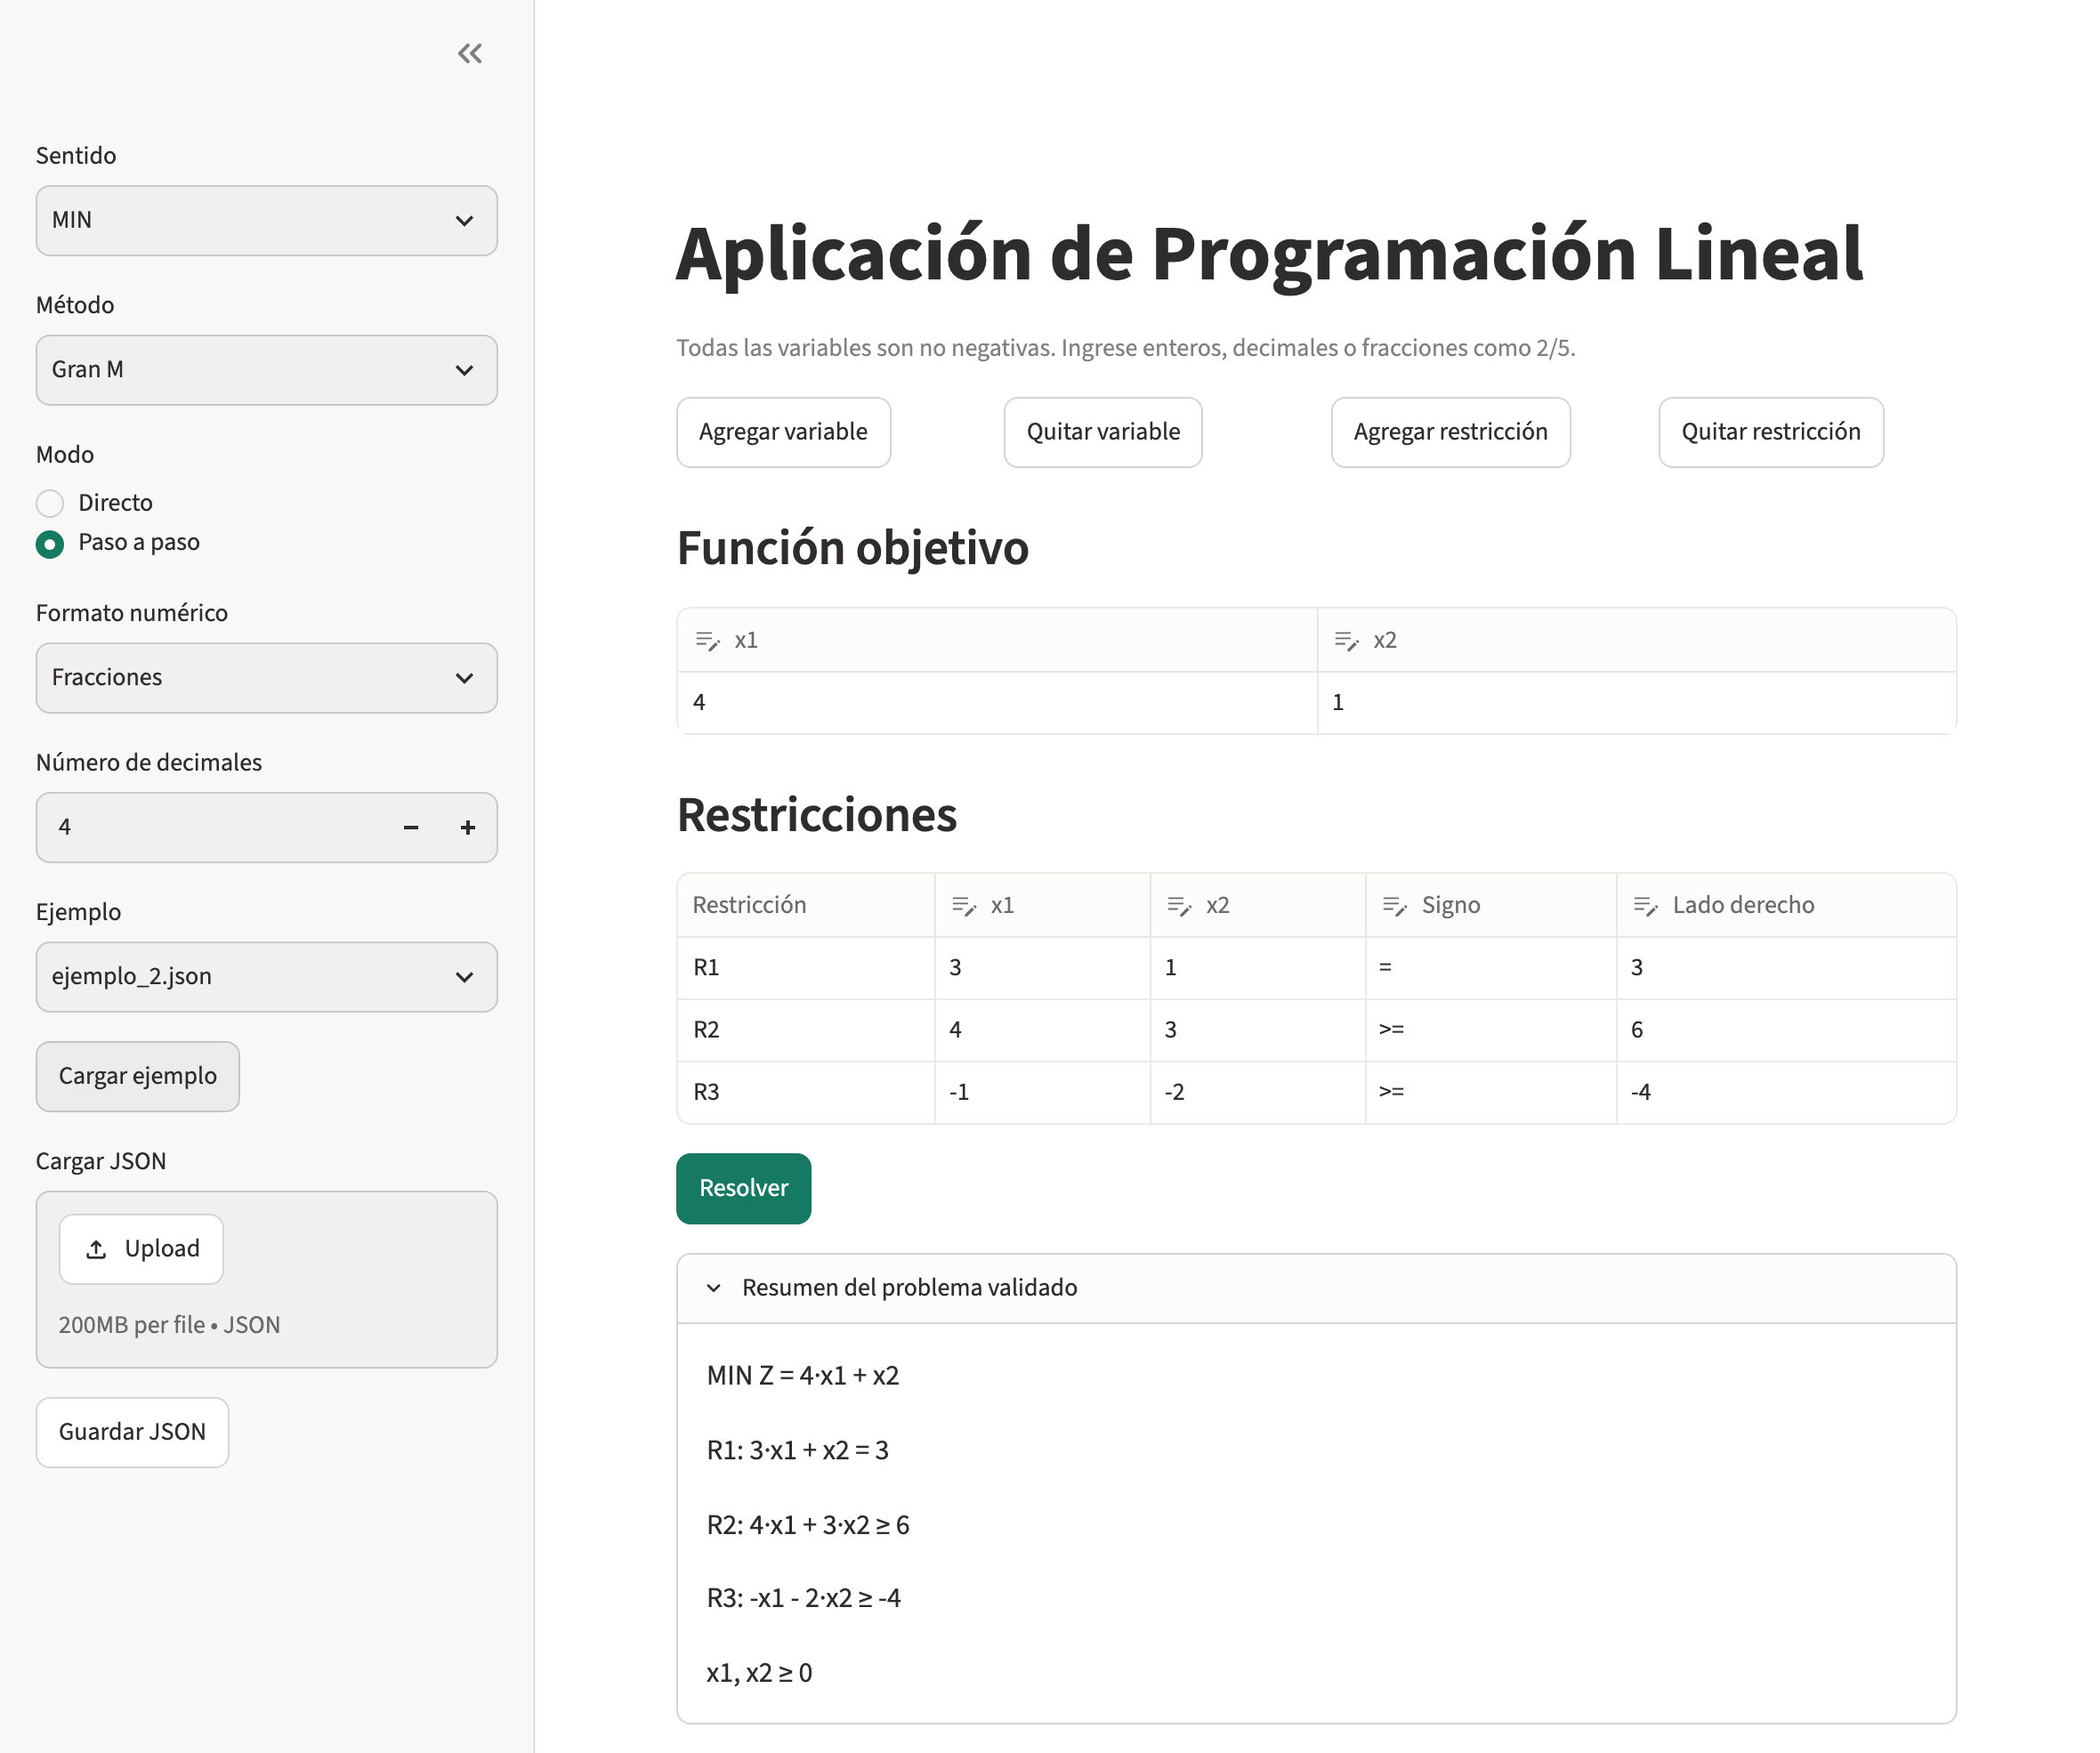 Sentido
MIN
Método
Gran M
Modo
Directo
Paso a paso
Formato numérico
Fracciones
Número de decimales
4 − +
Ejemplo
ejemplo_2.json
Cargar ejemplo
Cargar JSON
Upload
200MB per file • JSON
Guardar JSON
Aplicación de Programación Lineal
Todas las variables son no negativas. Ingrese enteros, decimales o fracciones como 2/5.
Agregar variable Quitar variable Agregar restricción Quitar restricción
Función objetivo
x1 x2
4 1
Restricciones
Restricción x1 x2 Signo Lado derecho
R1 3 1 = 3
R2 4 3 >= 6
R3 -1 -2 >= -4
Resolver
Resumen del problema validado
MIN Z = 4·x1 + x2
R1: 3·x1 + x2 = 3
R2: 4·x1 + 3·x2 ≥ 6
R3: -x1 - 2·x2 ≥ -4
x1, x2 ≥ 0